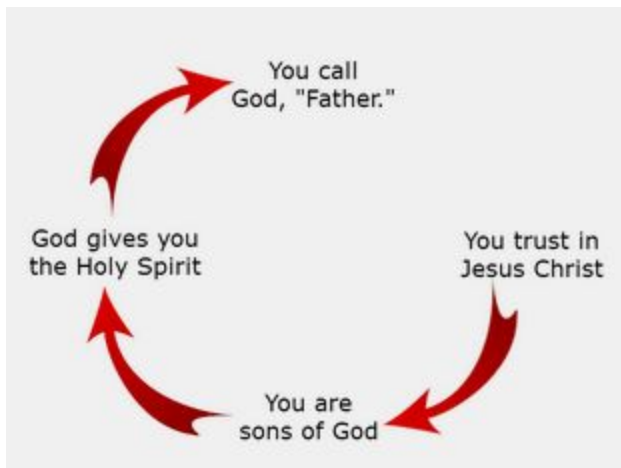 You call
God, "Father."
God gives you
the Holy Spirit
You trust in
Jesus Christ
You are
sons of God